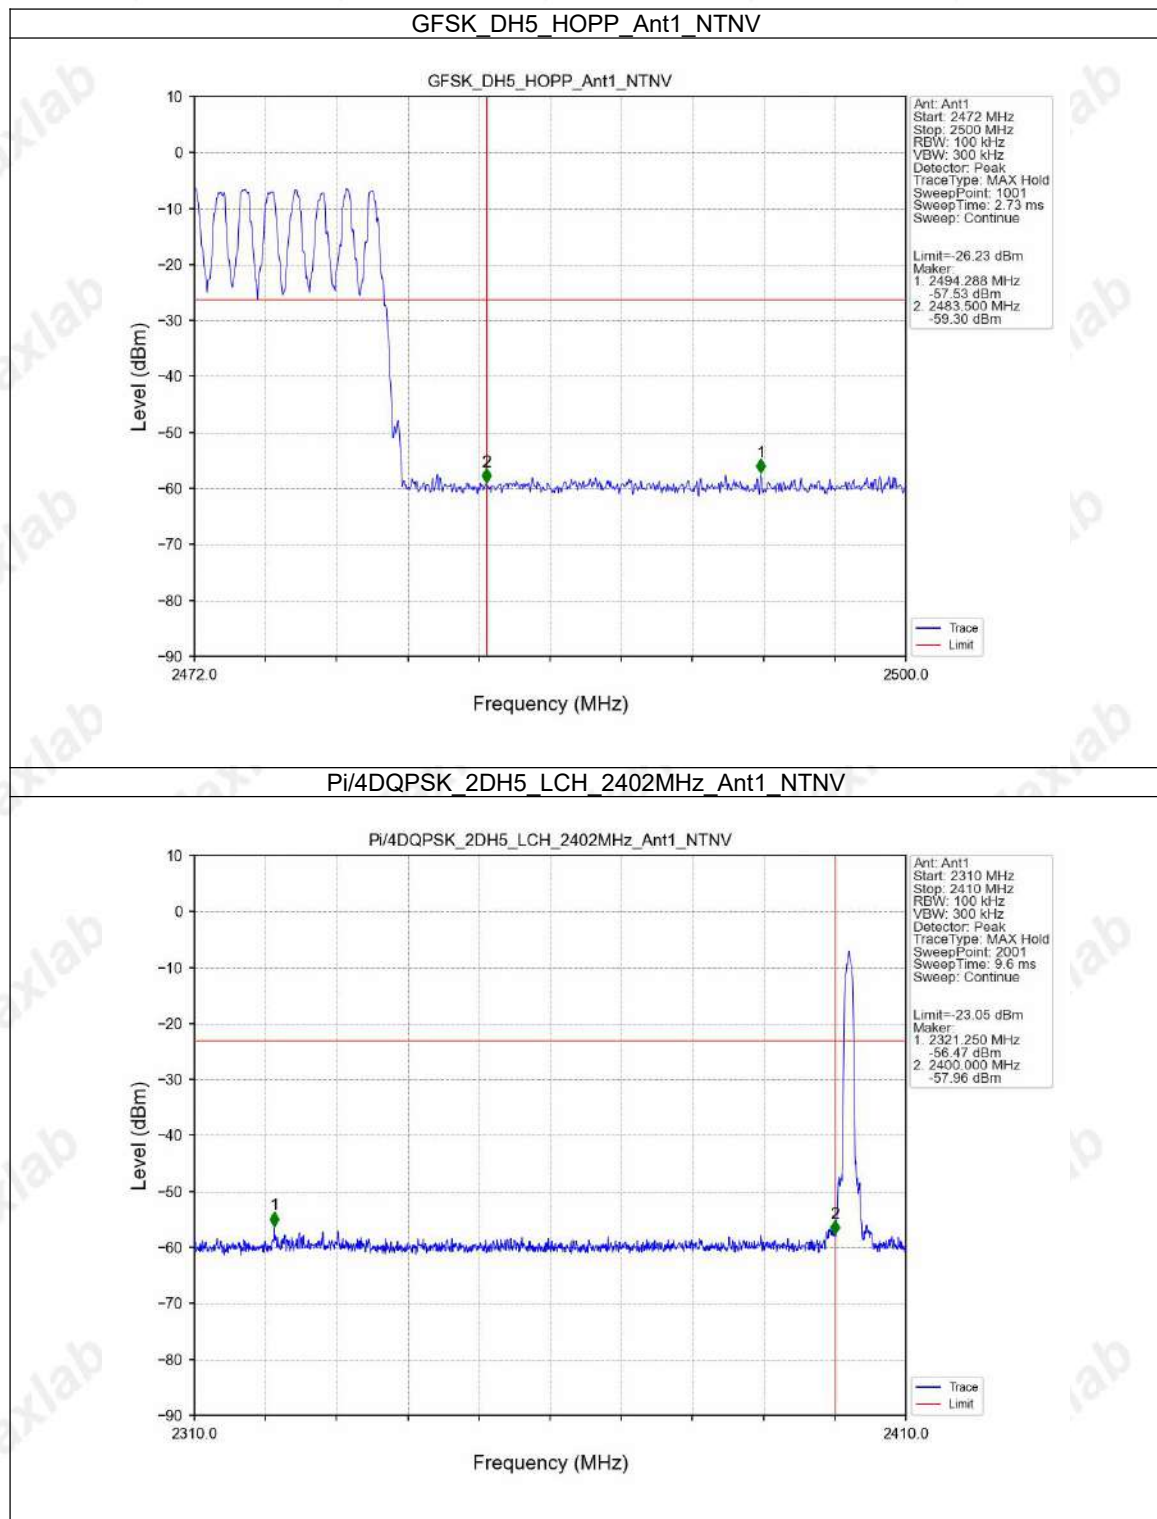 GFSK_DH5_HOPP_Ant1_NTNV
GFSK_DH5_HOPP_Ant1_NTNV
10
0
−10
−20
−30
−40
−50
−60
−70
−80
−90
Level (dBm)
2
1
2472.0
2500.0
Frequency (MHz)
Ant: Ant1
Start: 2472 MHz
Stop: 2500 MHz
RBW: 100 kHz
VBW: 300 kHz
Detector: Peak
TraceType: MAX Hold
SweepPoint: 1001
SweepTime: 2.73 ms
Sweep: Continue
Limit=-26.23 dBm
Maker:
1. 2494.288 MHz
-57.53 dBm
2. 2483.500 MHz
-59.30 dBm
Trace
Limit
Pi/4DQPSK_2DH5_LCH_2402MHz_Ant1_NTNV
Pi/4DQPSK_2DH5_LCH_2402MHz_Ant1_NTNV
10
0
−10
−20
−30
−40
−50
−60
−70
−80
−90
Level (dBm)
1
2
2310.0
2410.0
Frequency (MHz)
Ant: Ant1
Start: 2310 MHz
Stop: 2410 MHz
RBW: 100 kHz
VBW: 300 kHz
Detector: Peak
TraceType: MAX Hold
SweepPoint: 2001
SweepTime: 9.6 ms
Sweep: Continue
Limit=-23.05 dBm
Maker:
1. 2321.250 MHz
-56.47 dBm
2. 2400.000 MHz
-57.96 dBm
Trace
Limit